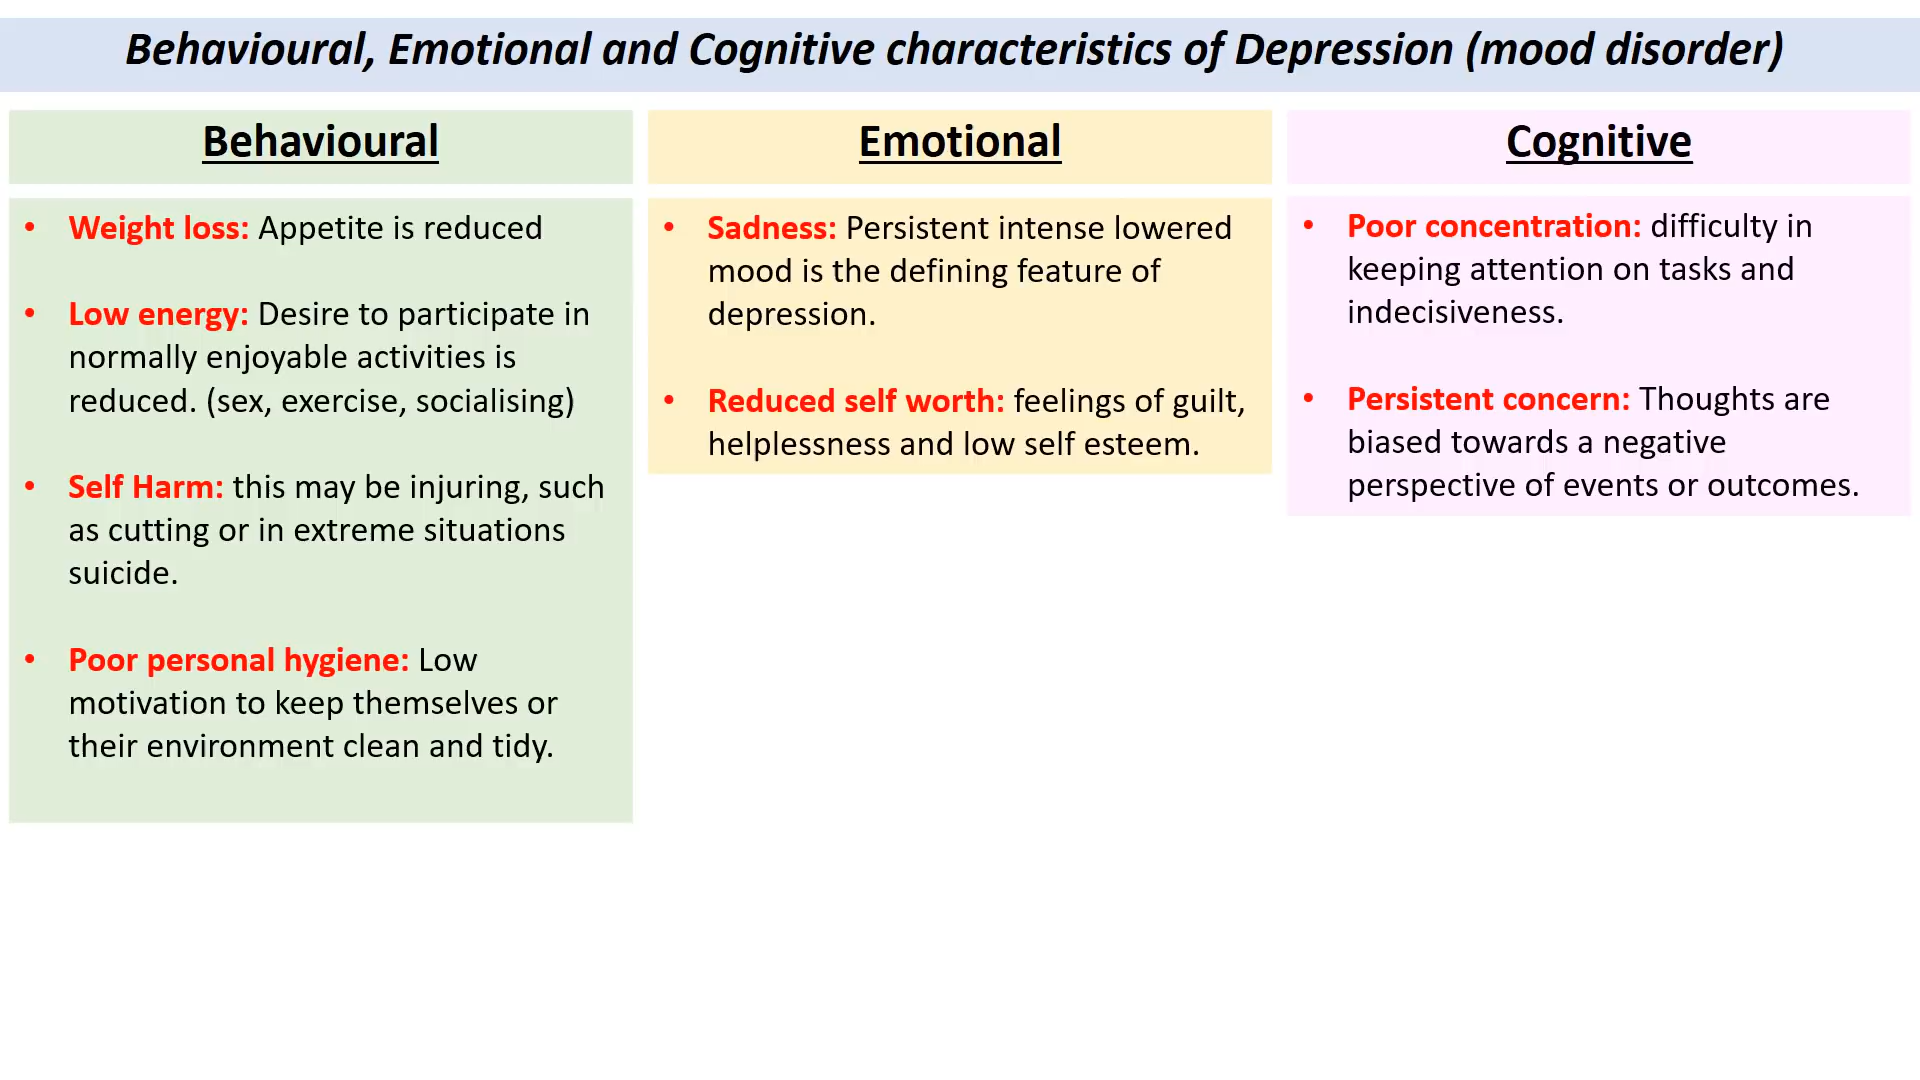 Behavioural, Emotional and Cognitive characteristics of Depression (mood disorder)
Behavioural
• Weight loss: Appetite is reduced
• Low energy: Desire to participate in
normally enjoyable activities is
reduced. (sex, exercise, socialising)
• Self Harm: this may be injuring, such
as cutting or in extreme situations
suicide.
• Poor personal hygiene: Low
motivation to keep themselves or
their environment clean and tidy.
Emotional
• Sadness: Persistent intense lowered
mood is the defining feature of
depression.
• Reduced self worth: feelings of guilt,
helplessness and low self esteem.
Cognitive
• Poor concentration: difficulty in
keeping attention on tasks and
indecisiveness.
• Persistent concern: Thoughts are
biased towards a negative
perspective of events or outcomes.